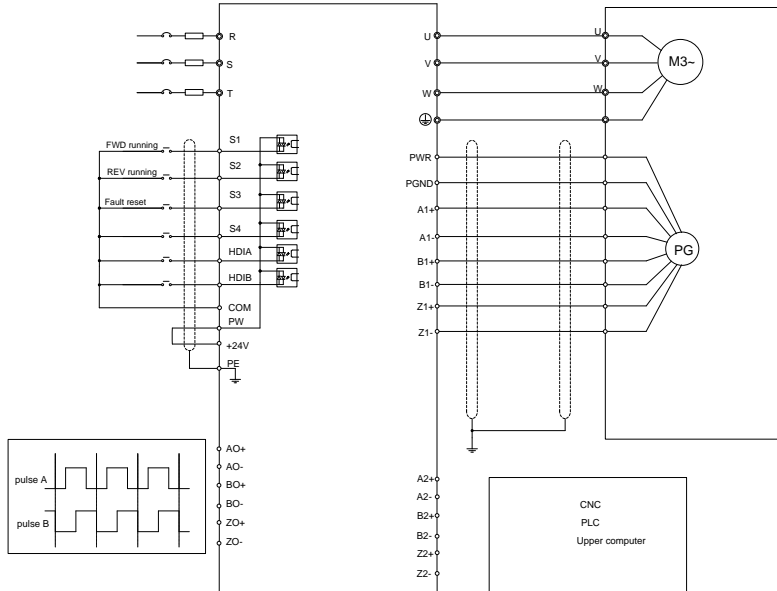 R
S
T
FWD running
REV running
Fault reset
S1
S2
S3
S4
HDIA
HDIB
COM
PW
+24V
PE
AO+
AO-
BO+
BO-
ZO+
ZO-
pulse A
pulse B
U
V
W
PWR
PGND
A1+
A1-
B1+
B1-
Z1+
Z1-
A2+
A2-
B2+
B2-
Z2+
Z2-
U
V
W
M3~
PG
CNC
PLC
Upper computer